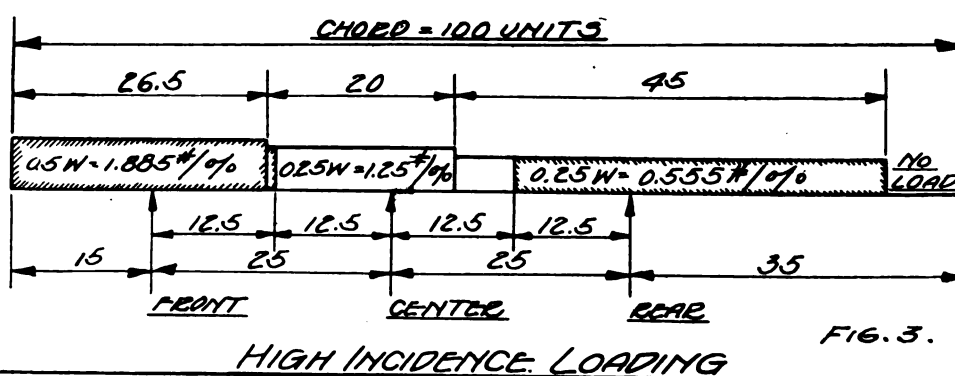 CHORD = 100 UNITS
26.5 20 45
0.5W = 1.885#/% 0.25W = 1.25#/% 0.25W = 0.555#/% NO LOAD
12.5 12.5 12.5 12.5
15 25 25 35
FRONT CENTER REAR
FIG. 3.
HIGH INCIDENCE LOADING